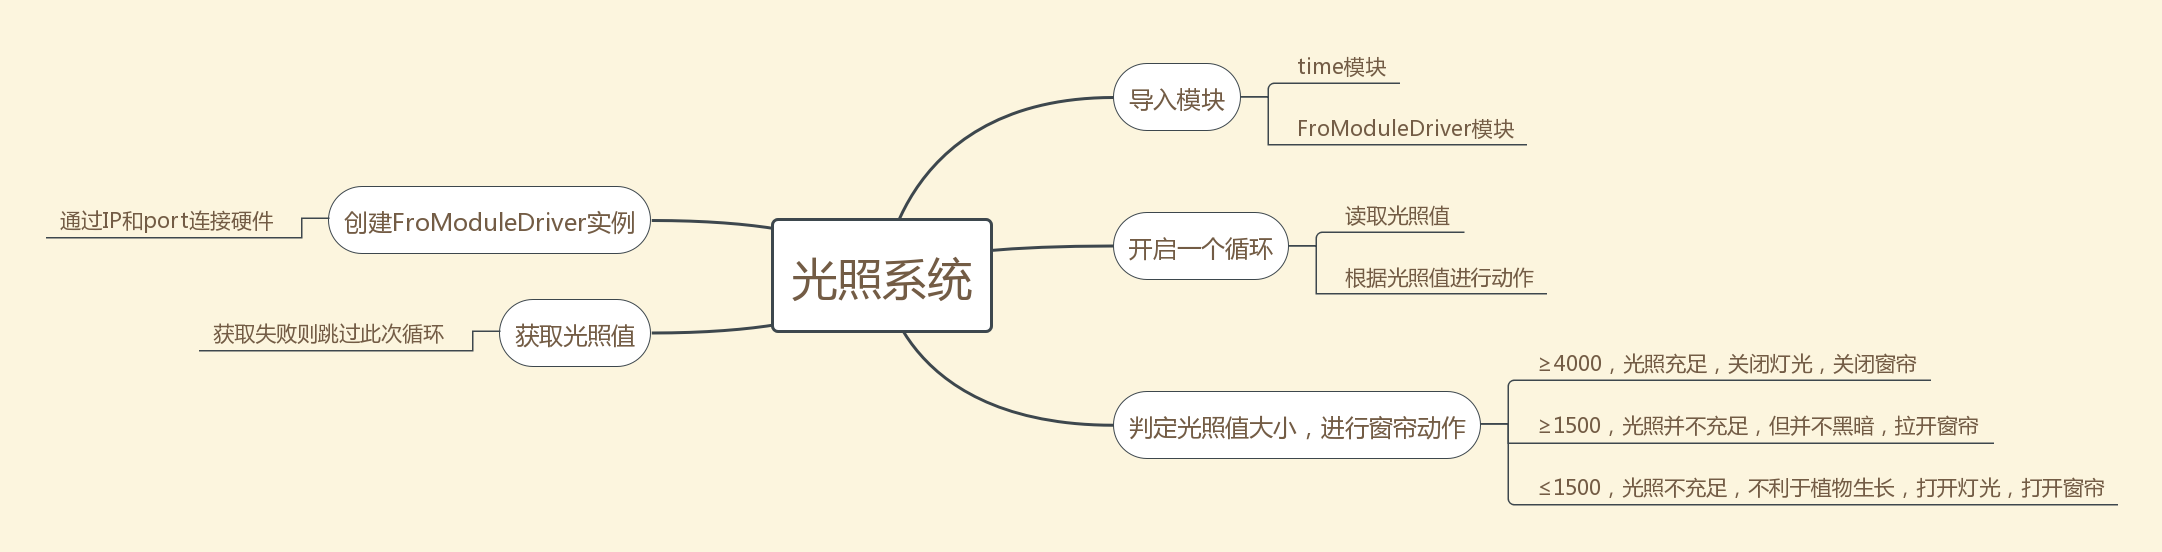 光照系统
导入模块
time模块
FroModuleDriver模块
创建FroModuleDriver实例
通过IP和port连接硬件
开启一个循环
读取光照值
根据光照值进行动作
获取光照值
获取失败则跳过此次循环
判定光照值大小，进行窗帘动作
≥4000，光照充足，关闭灯光，关闭窗帘
≥1500，光照并不充足，但并不黑暗，拉开窗帘
≤1500，光照不充足，不利于植物生长，打开灯光，打开窗帘